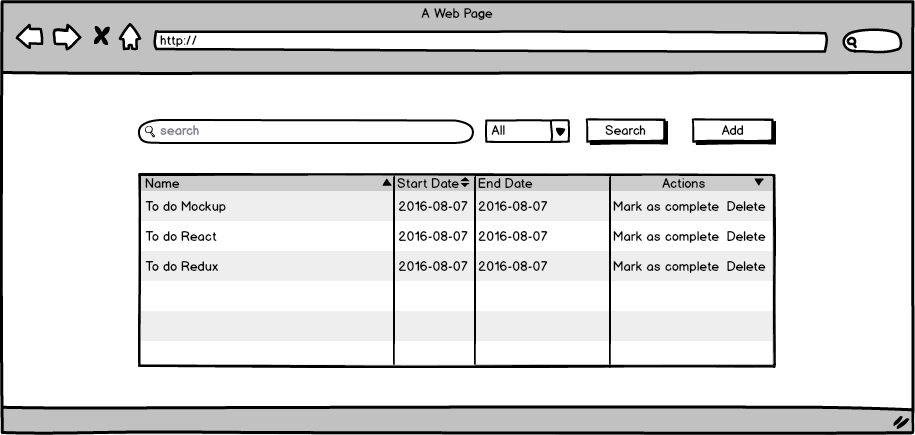 A Web Page
http://
search All Search Add
Name Start Date End Date Actions
To do Mockup 2016-08-07 2016-08-07 Mark as complete Delete
To do React 2016-08-07 2016-08-07 Mark as complete Delete
To do Redux 2016-08-07 2016-08-07 Mark as complete Delete